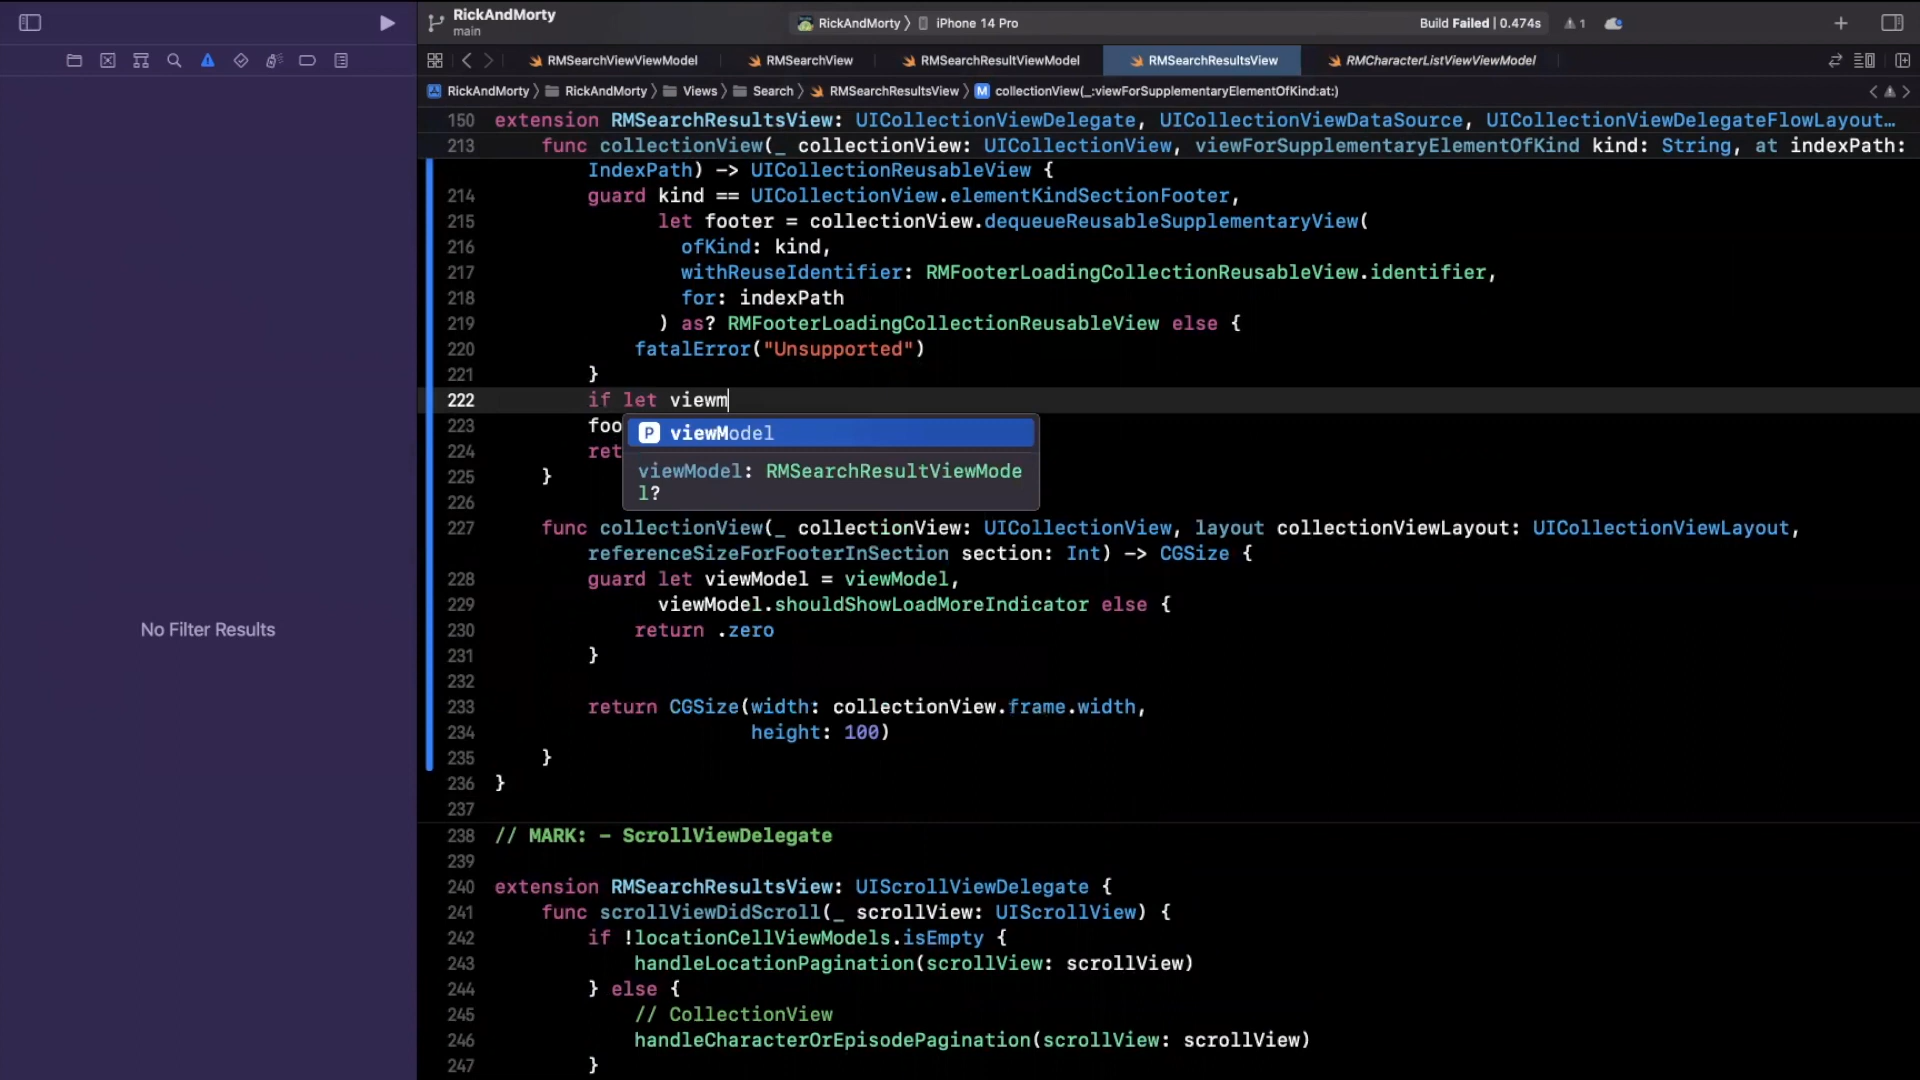 RickAndMorty
main
RickAndMorty 〉 iPhone 14 Pro
Build Failed | 0.474s
1
RMSearchViewViewModel
RMSearchView
RMSearchResultViewModel
RMSearchResultsView
RMCharacterListViewViewModel
RickAndMorty 〉 RickAndMorty 〉 Views 〉 Search 〉 RMSearchResultsView 〉 M collectionView(_:viewForSupplementaryElementOfKind:at:)
No Filter Results
150 extension RMSearchResultsView: UICollectionViewDelegate, UICollectionViewDataSource, UICollectionViewDelegateFlowLayout…
213 func collectionView(_ collectionView: UICollectionView, viewForSupplementaryElementOfKind kind: String, at indexPath:
IndexPath) -> UICollectionReusableView {
214 guard kind == UICollectionView.elementKindSectionFooter,
215 let footer = collectionView.dequeueReusableSupplementaryView(
216 ofKind: kind,
217 withReuseIdentifier: RMFooterLoadingCollectionReusableView.identifier,
218 for: indexPath
219 ) as? RMFooterLoadingCollectionReusableView else {
220 fatalError("Unsupported")
221 }
222 if let viewm
223 foo
P viewModel
224 ret
viewModel: RMSearchResultViewMode
l?
225 }
226
227 func collectionView(_ collectionView: UICollectionView, layout collectionViewLayout: UICollectionViewLayout,
referenceSizeForFooterInSection section: Int) -> CGSize {
228 guard let viewModel = viewModel,
229 viewModel.shouldShowLoadMoreIndicator else {
230 return .zero
231 }
232
233 return CGSize(width: collectionView.frame.width,
234 height: 100)
235 }
236 }
237
238 // MARK: - ScrollViewDelegate
239
240 extension RMSearchResultsView: UIScrollViewDelegate {
241 func scrollViewDidScroll(_ scrollView: UIScrollView) {
242 if !locationCellViewModels.isEmpty {
243 handleLocationPagination(scrollView: scrollView)
244 } else {
245 // CollectionView
246 handleCharacterOrEpisodePagination(scrollView: scrollView)
247 }